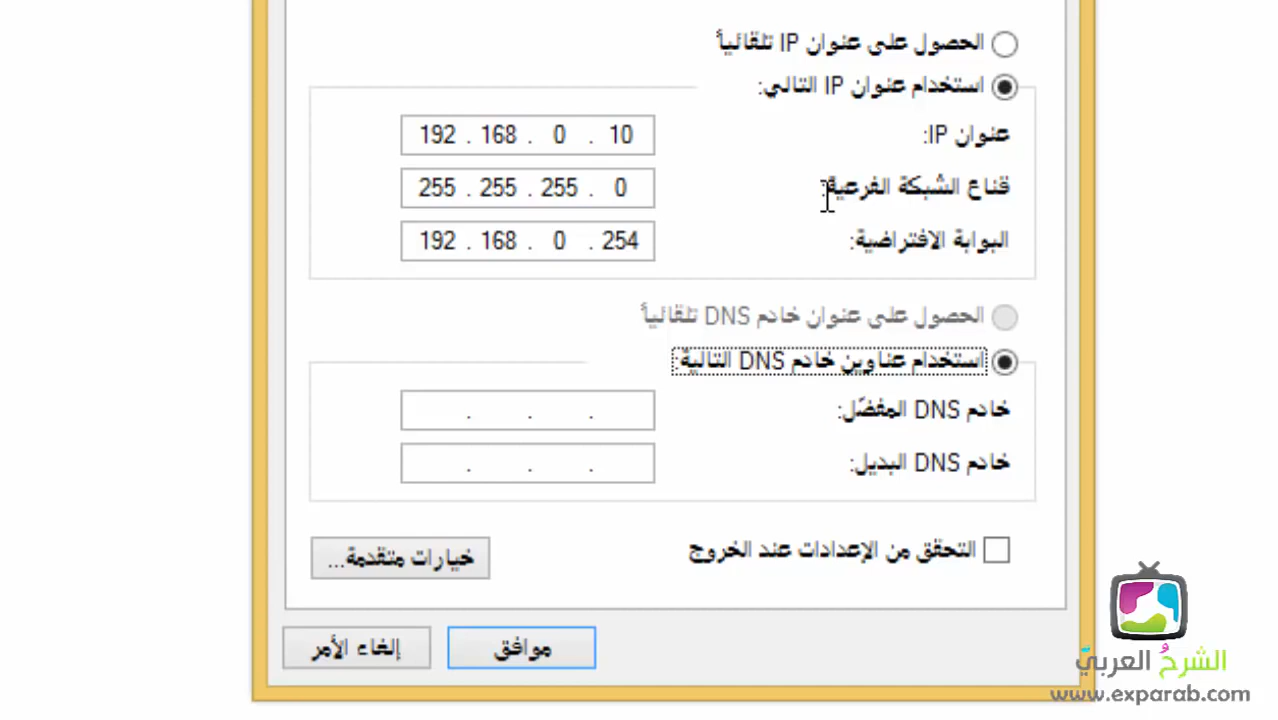 الحصول على عنوان IP تلقائياً
استخدام عنوان IP التالي:
عنوان IP: 192 . 168 . 0 . 10
قناع الشبكة الفرعية: 255 . 255 . 255 . 0
البوابة الافتراضية: 192 . 168 . 0 . 254
الحصول على عنوان خادم DNS تلقائياً
استخدام عناوين خادم DNS التالية:
خادم DNS المفضّل: . . .
خادم DNS البديل: . . .
التحقق من الإعدادات عند الخروج
خيارات متقدمة...
موافق
إلغاء الأمر
الشرحُ العربيّ
www.exparab.com